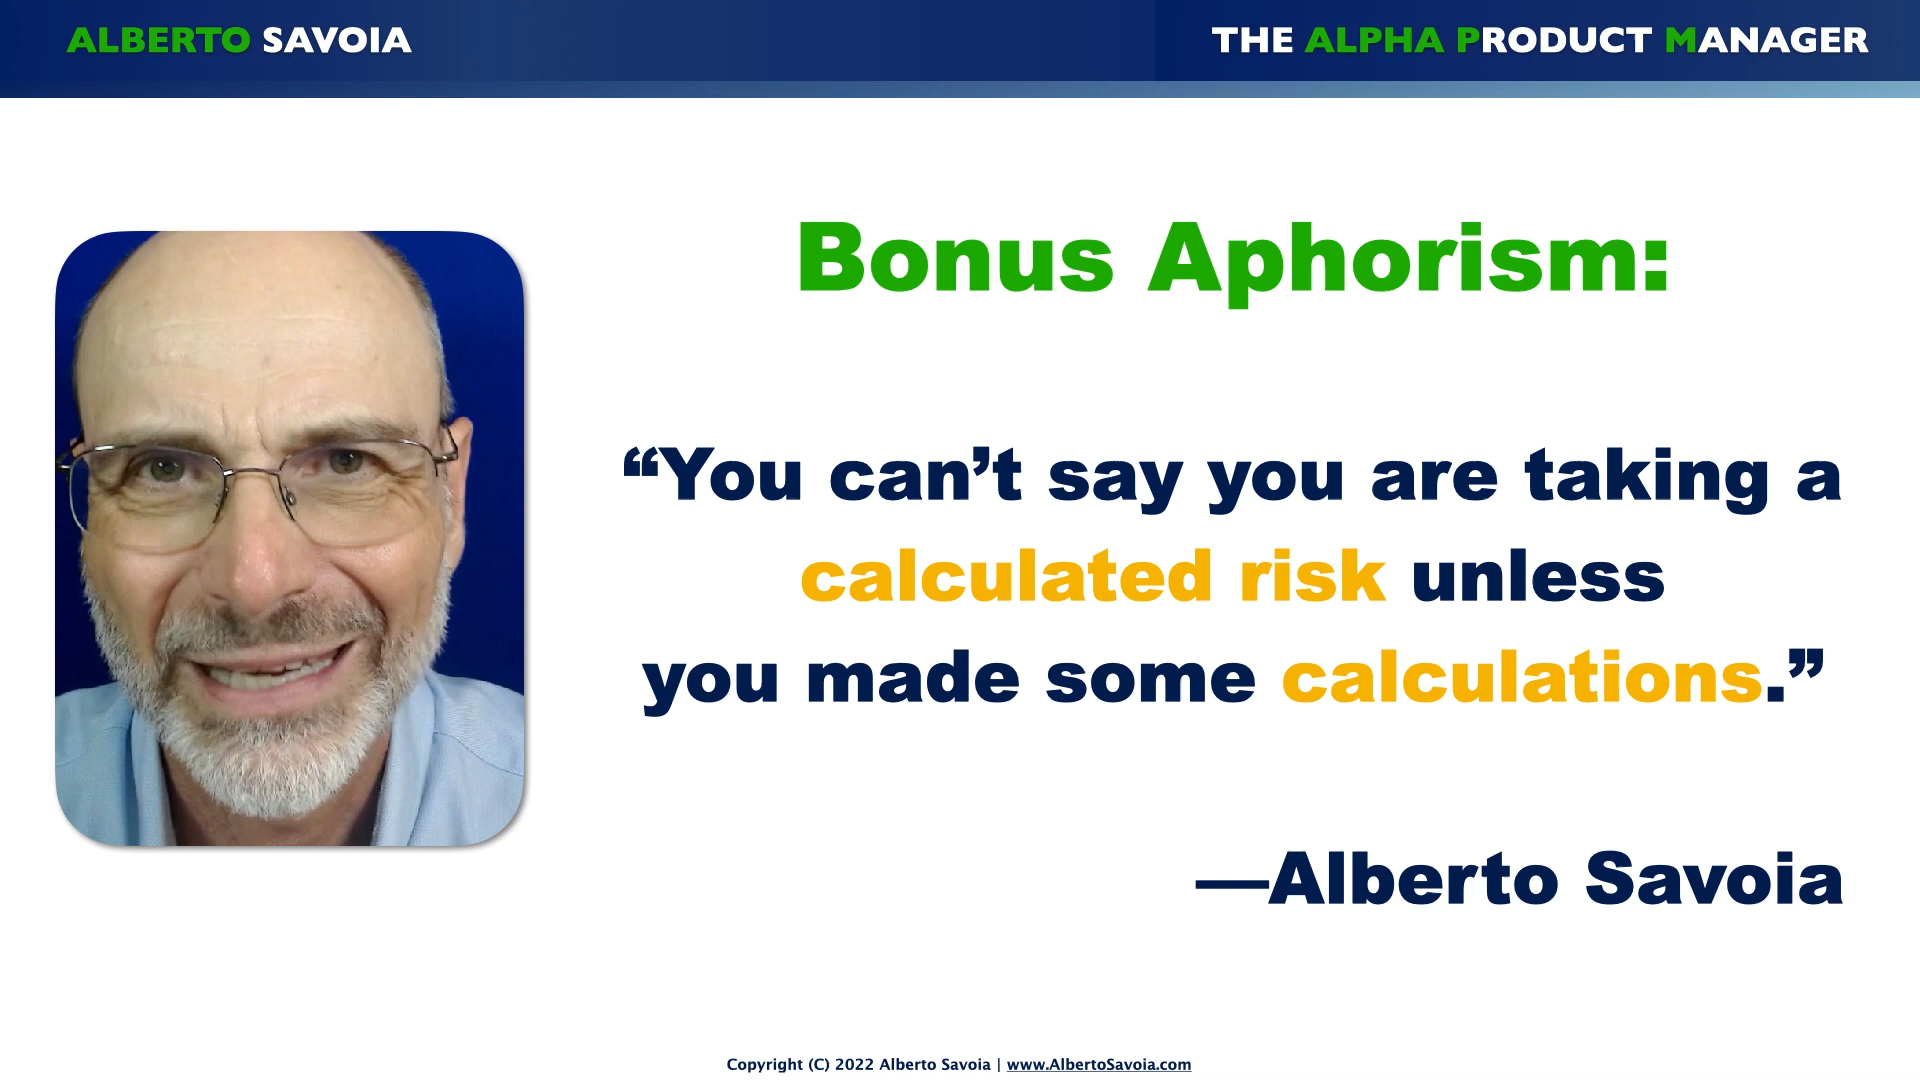 ALBERTO SAVOIA
THE ALPHA PRODUCT MANAGER
Bonus Aphorism:
“You can’t say you are taking a
calculated risk unless
you made some calculations.”
—Alberto Savoia
Copyright (C) 2022 Alberto Savoia | www.AlbertoSavoia.com